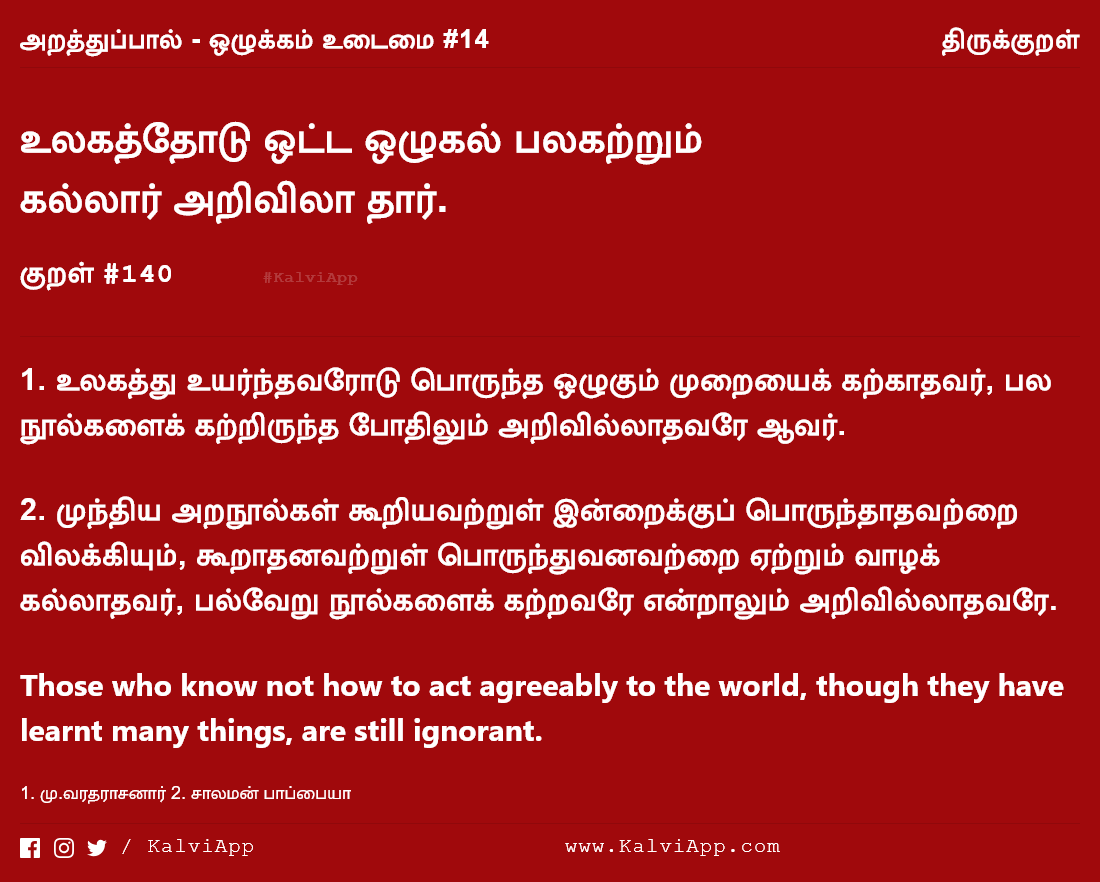 அறத்துப்பால் - ஒழுக்கம் உடைமை #14
திருக்குறள்
உலகத்தோடு ஒட்ட ஒழுகல் பலகற்றும்
கல்லார் அறிவிலா தார்.
குறள் #140
#KalviApp
1. உலகத்து உயர்ந்தவரோடு பொருந்த ஒழுகும் முறையைக் கற்காதவர், பல
நூல்களைக் கற்றிருந்த போதிலும் அறிவில்லாதவரே ஆவர்.
2. முந்திய அறநூல்கள் கூறியவற்றுள் இன்றைக்குப் பொருந்தாதவற்றை
விலக்கியும், கூறாதனவற்றுள் பொருந்துவனவற்றை ஏற்றும் வாழக்
கல்லாதவர், பல்வேறு நூல்களைக் கற்றவரே என்றாலும் அறிவில்லாதவரே.
Those who know not how to act agreeably to the world, though they have
learnt many things, are still ignorant.
1. மு.வரதராசனார் 2. சாலமன் பாப்பையா
/ KalviApp
www.KalviApp.com